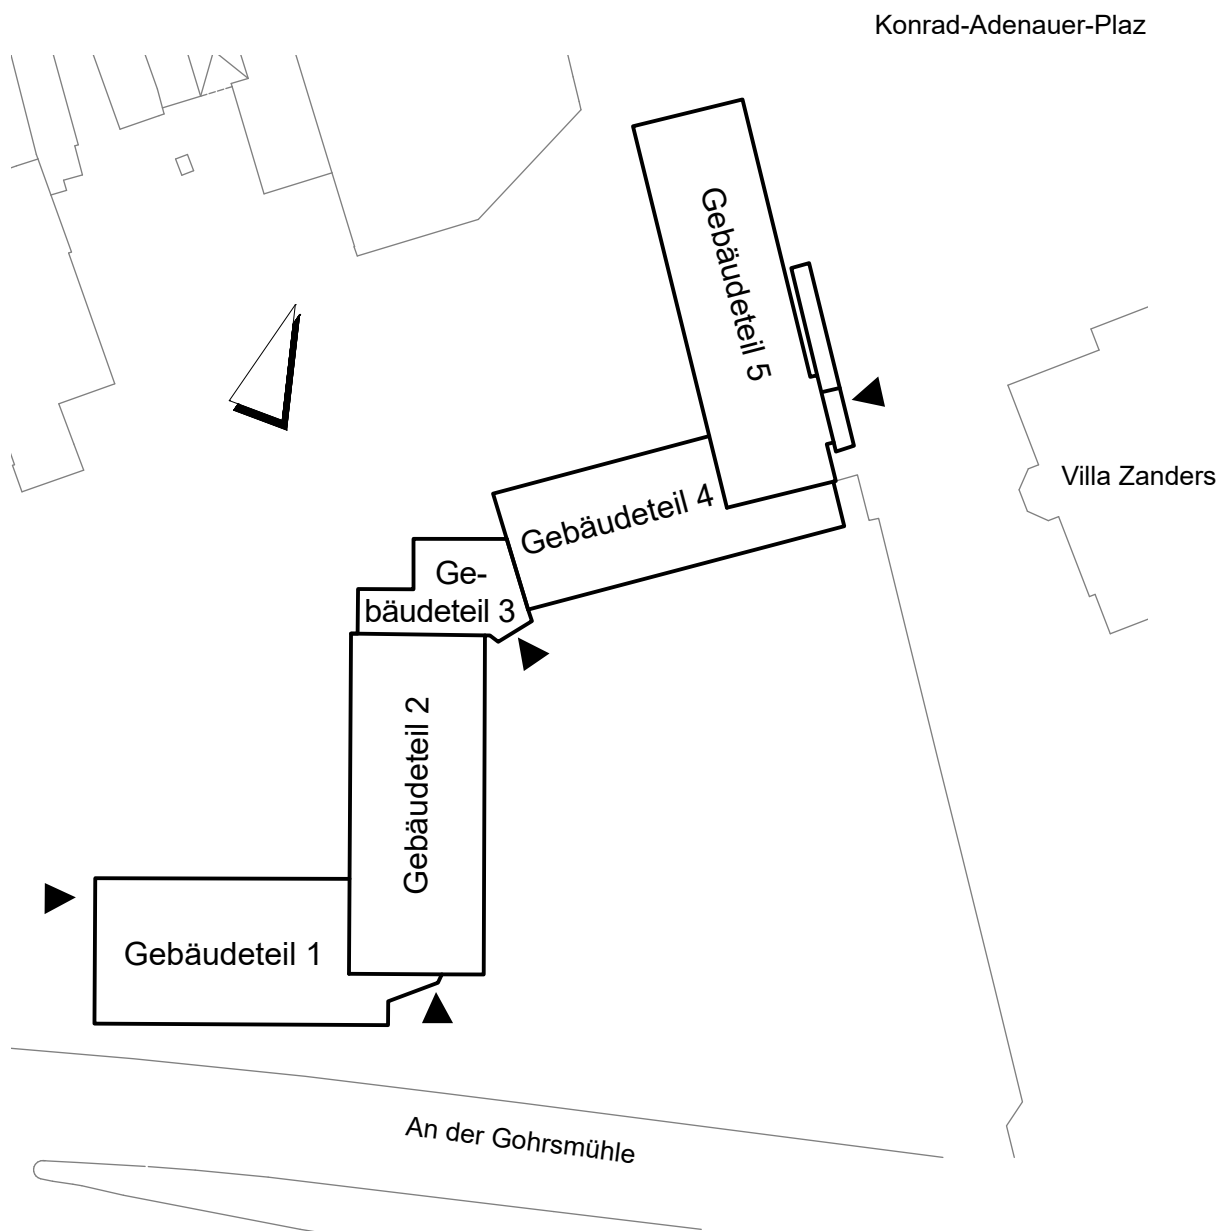 Konrad-Adenauer-Plaz
Gebäudeteil 5
Villa Zanders
Gebäudeteil 4
Ge-
bäudeteil 3
Gebäudeteil 2
Gebäudeteil 1
An der Gohrsmühle